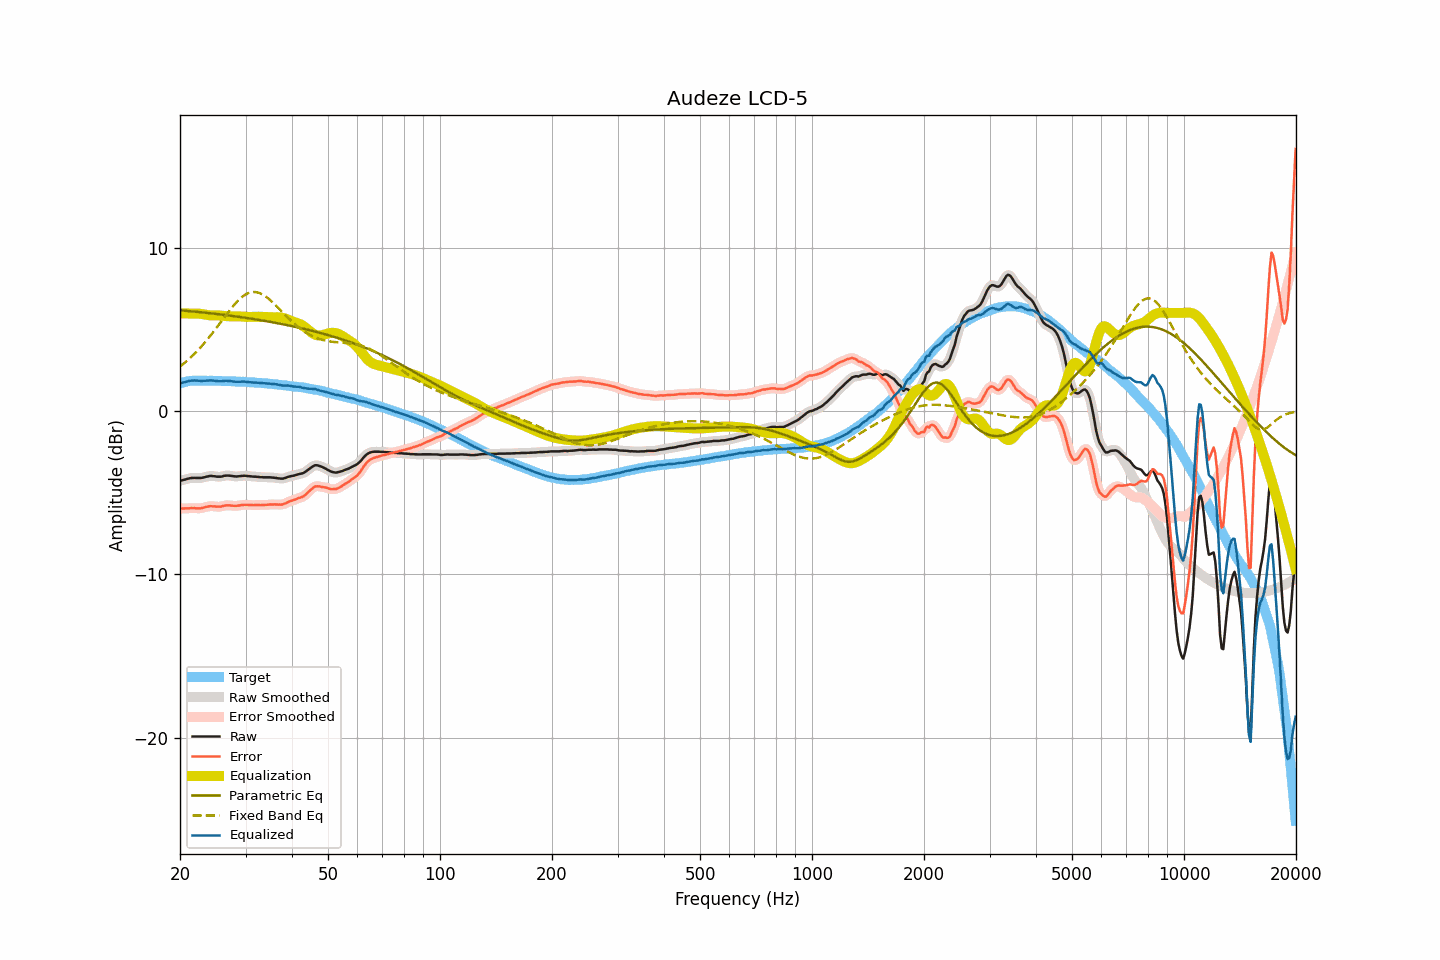 Audeze LCD-5
Amplitude (dBr)
10
0
−10
−20
Target
Raw Smoothed
Error Smoothed
Raw
Error
Equalization
Parametric Eq
Fixed Band Eq
Equalized
20 50 100 200 500 1000 2000 5000 10000 20000
Frequency (Hz)